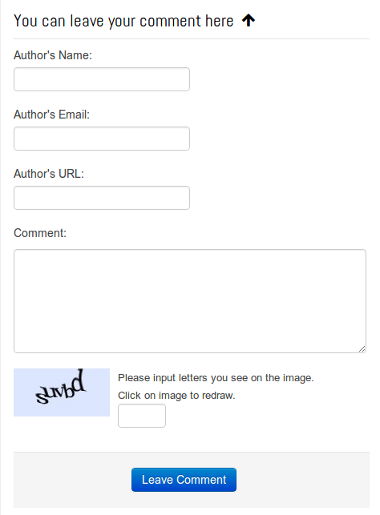 You can leave your comment here
Author's Name:
Author's Email:
Author's URL:
Comment:
Please input letters you see on the image.
Click on image to redraw.
Leave Comment